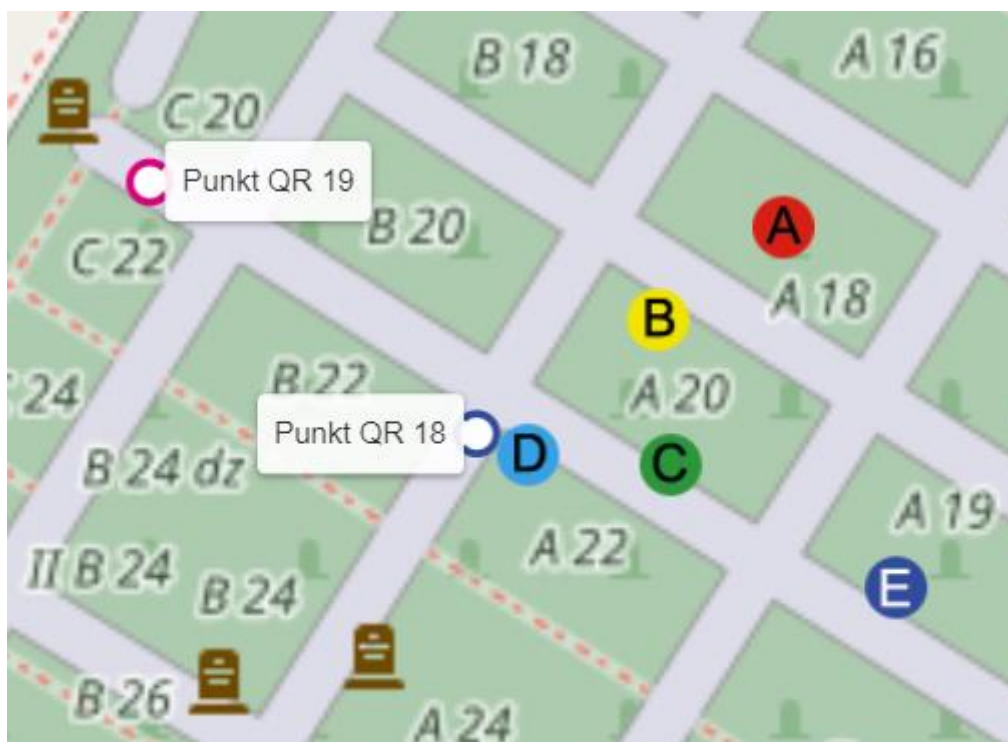 B 18
A 16
C 20
Punkt QR 19
B 20
A
C 22
A 18
B
B 22
24
A 20
Punkt QR 18
D
C
B 24 dz
A 19
A 22
II B 24
B 24
E
B 26
A 24